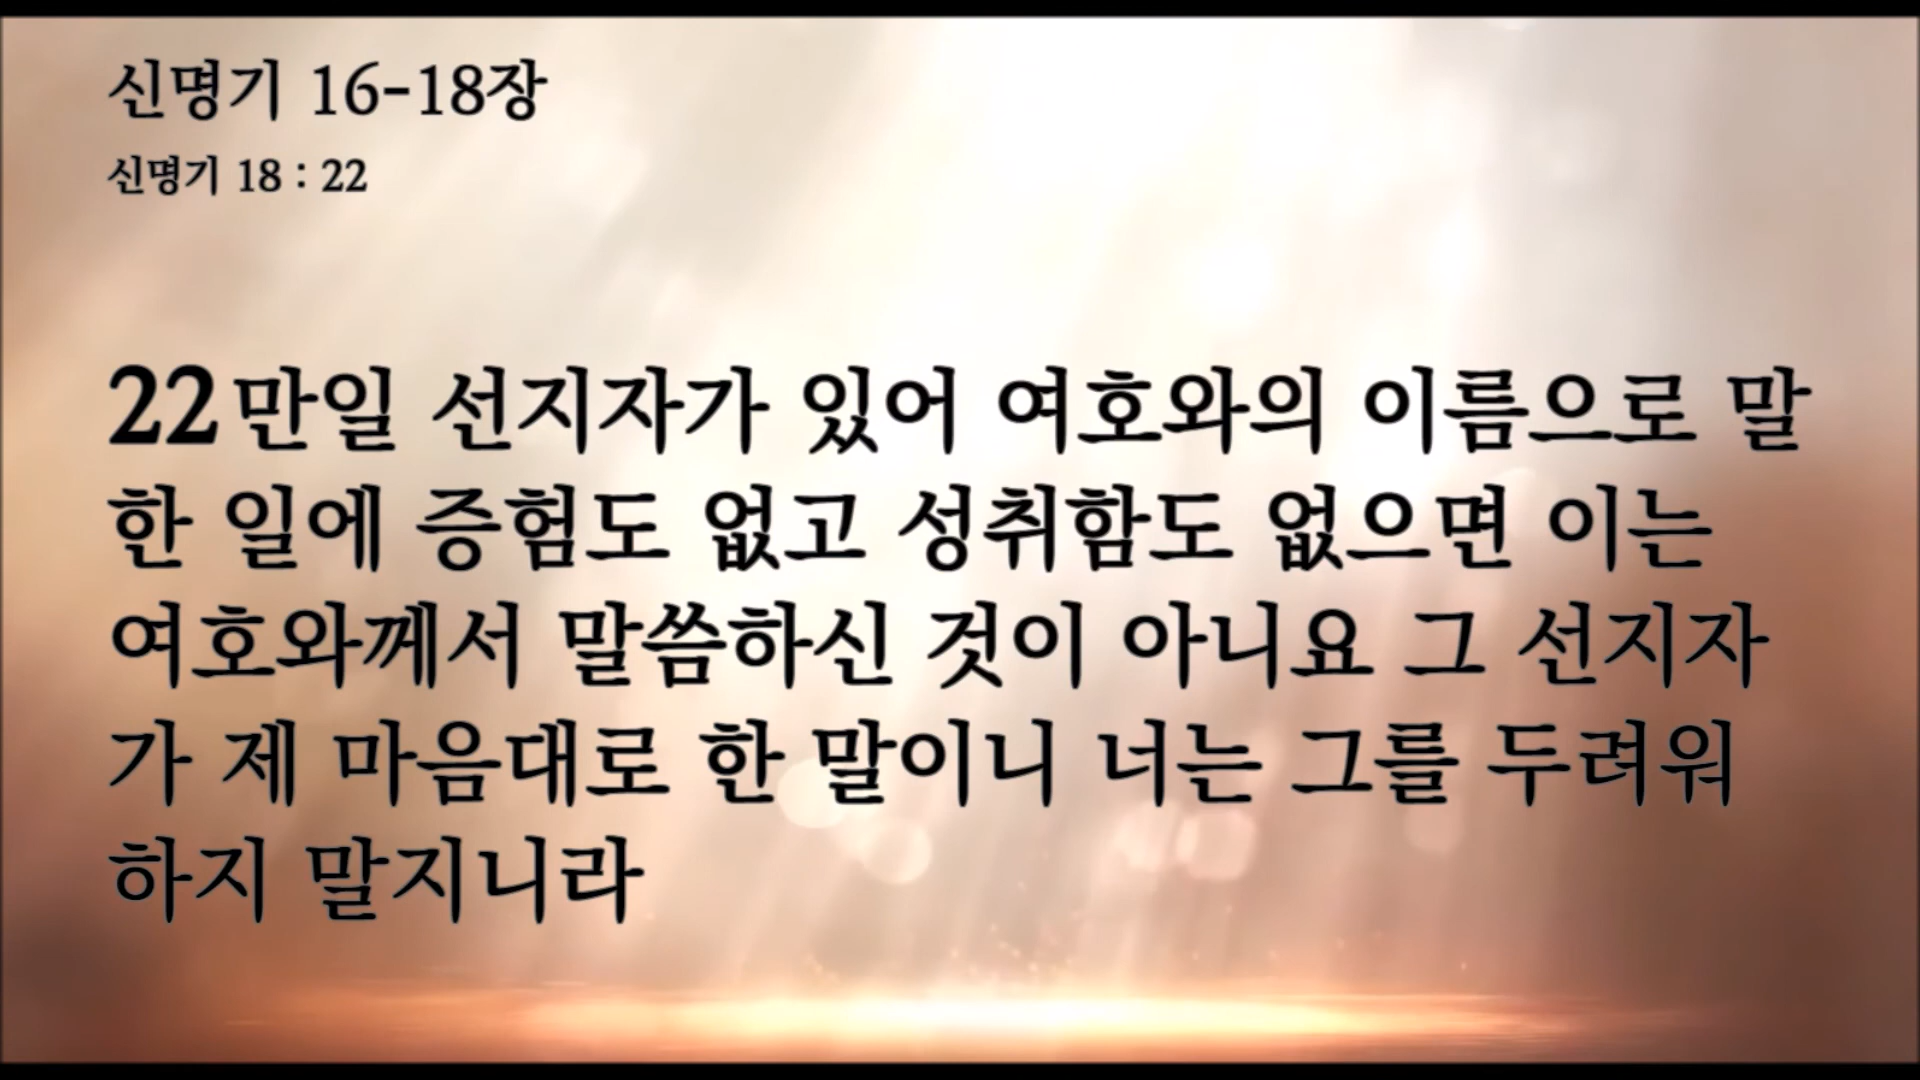 신명기 16-18장
신명기 18 : 22
22만일 선지자가 있어 여호와의 이름으로 말
한 일에 증험도 없고 성취함도 없으면 이는
여호와께서 말씀하신 것이 아니요 그 선지자
가 제 마음대로 한 말이니 너는 그를 두려워
하지 말지니라